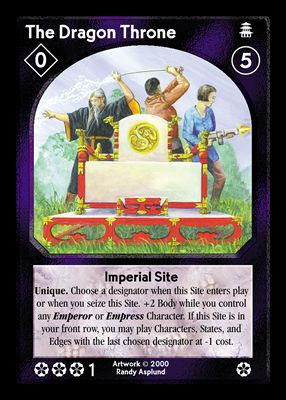 The Dragon Throne
0
5
Imperial Site
Unique. Choose a designator when this Site enters play
or when you seize this Site. +2 Body while you control
any Emperor or Empress Character. If this Site is in
your front row, you may play Characters, States, and
Edges with the last chosen designator at -1 cost.
1
Artwork © 2000
Randy Asplund